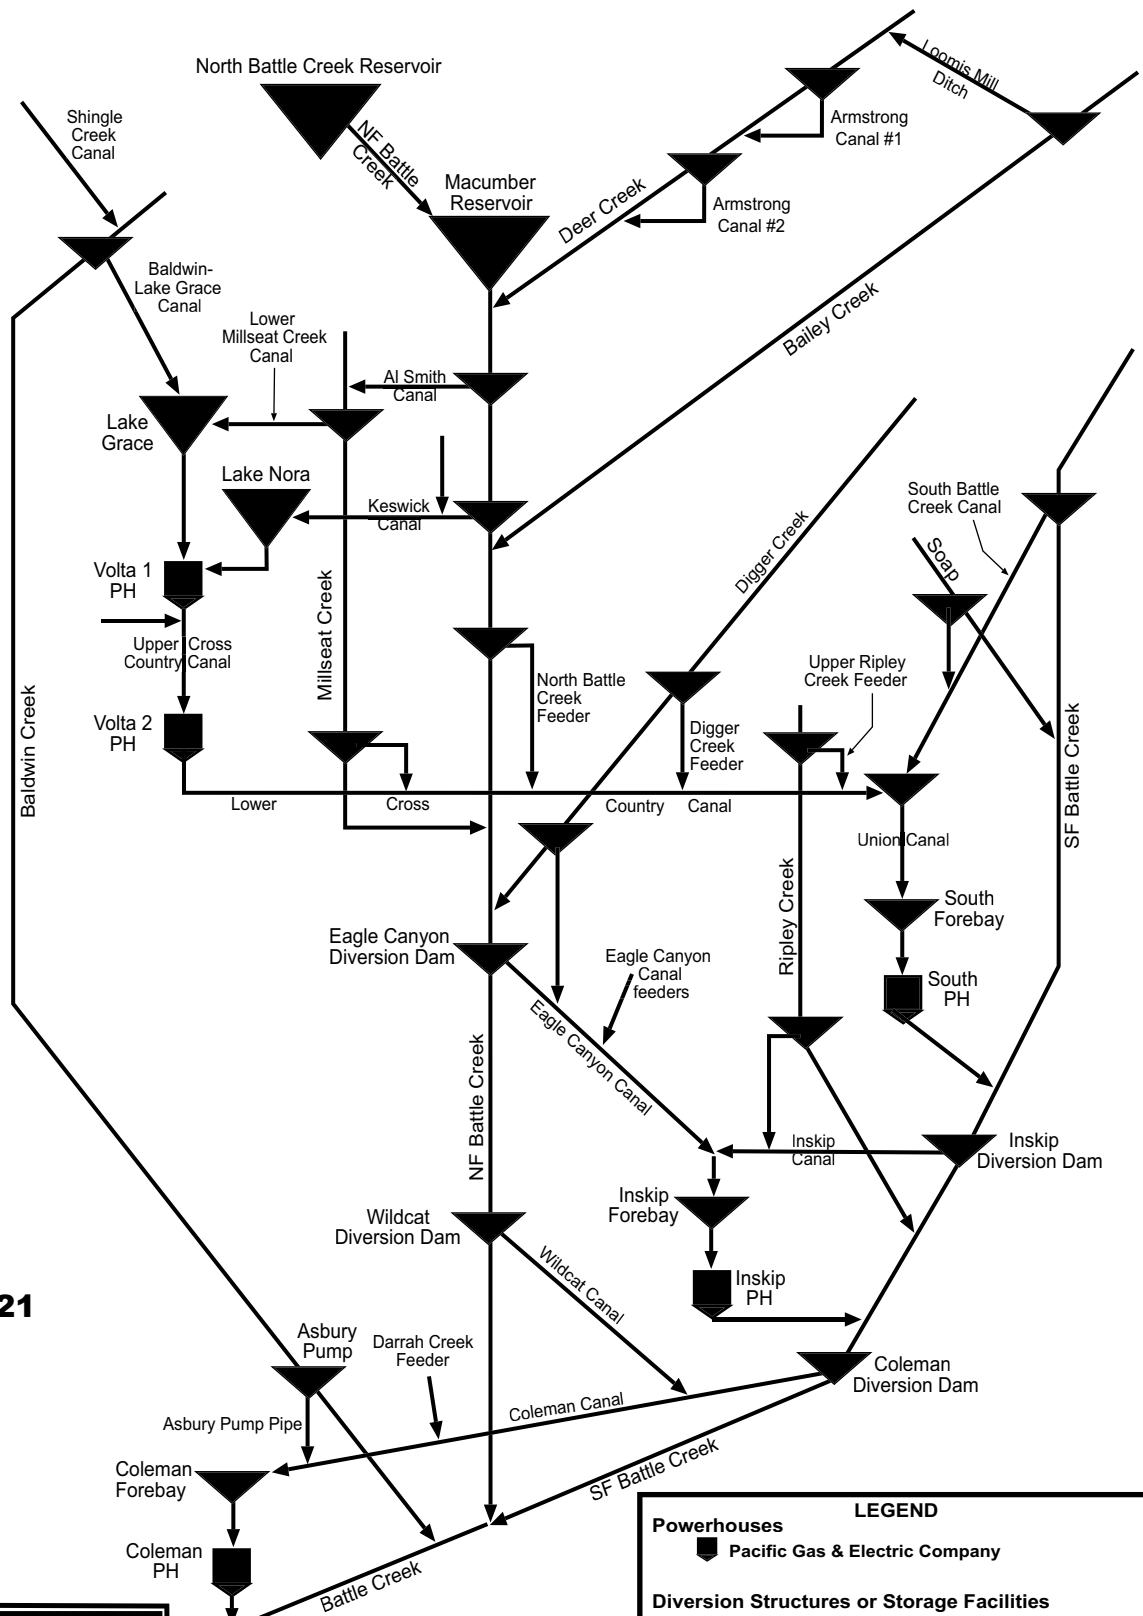 North Battle Creek Reservoir
Loomis Mill
Ditch
Shingle
Creek
Canal
NF Battle
Creek
Armstrong
Canal #1
Macumber
Reservoir
Deer Creek
Armstrong
Canal #2
Baldwin-
Lake Grace
Canal
Bailey Creek
Lower
Millseat Creek
Canal
Al Smith
Canal
Lake
Grace
Lake Nora
Keswick
Canal
South Battle
Creek Canal
Digger Creek
Soap
Volta 1
PH
Millseat Creek
Upper Cross
Country Canal
North Battle
Creek
Feeder
Upper Ripley
Creek Feeder
Baldwin Creek
Volta 2
PH
Digger
Creek
Feeder
SF Battle Creek
Lower
Cross
Country
Canal
Union Canal
Ripley Creek
South
Forebay
Eagle Canyon
Diversion Dam
Eagle Canyon
Canal
feeders
South
PH
Eagle Canyon Canal
NF Battle Creek
Inskip
Canal
Inskip
Diversion Dam
Inskip
Forebay
Wildcat
Diversion Dam
Wildcat Canal
Inskip
PH
21
Asbury
Pump
Darrah Creek
Feeder
Coleman
Diversion Dam
Coleman Canal
Asbury Pump Pipe
Coleman
Forebay
SF Battle Creek
LEGEND
Powerhouses
Pacific Gas & Electric Company
Coleman
PH
Battle Creek
Diversion Structures or Storage Facilities